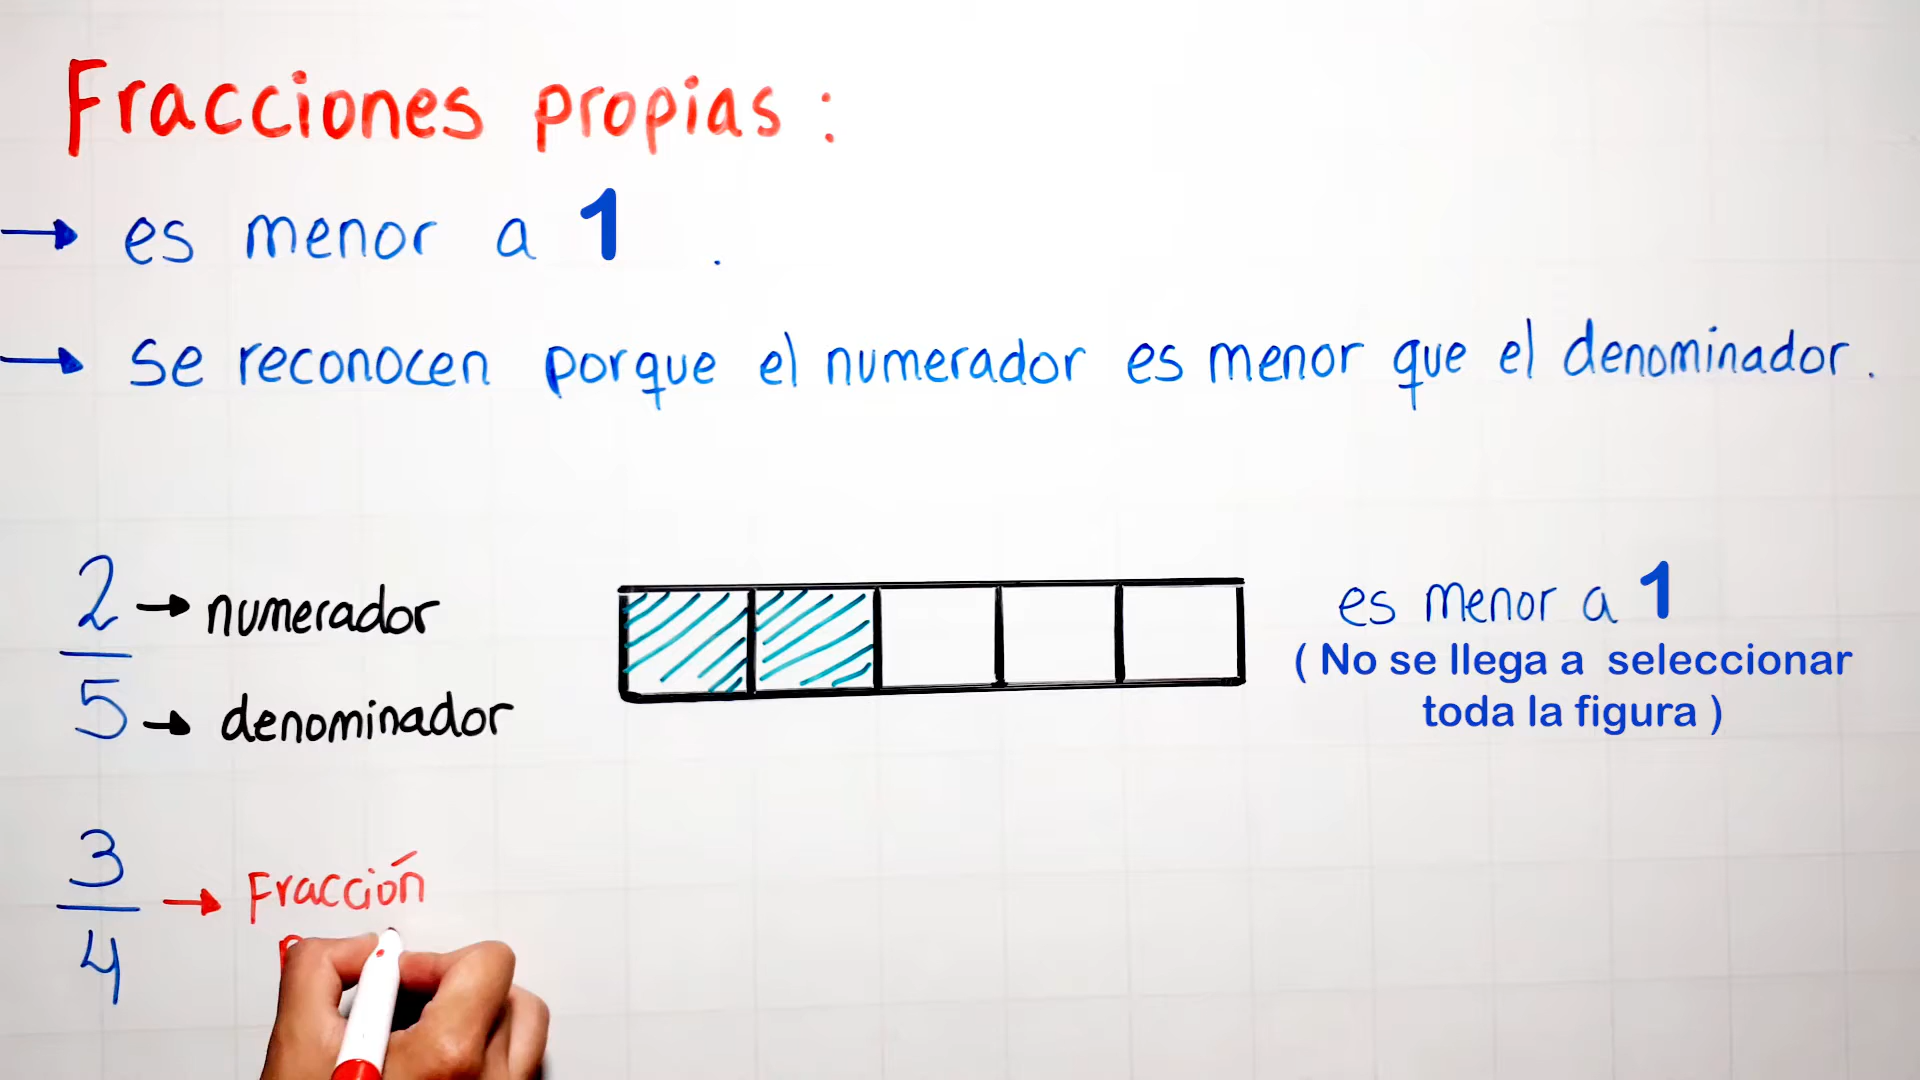 Fracciones propias :
→ es menor a 1 .
→ se reconocen porque el numerador es menor que el denominador .
2 → numerador
5 → denominador
es menor a 1
( No se llega a seleccionar
toda la figura )
3
4
→ Fracción